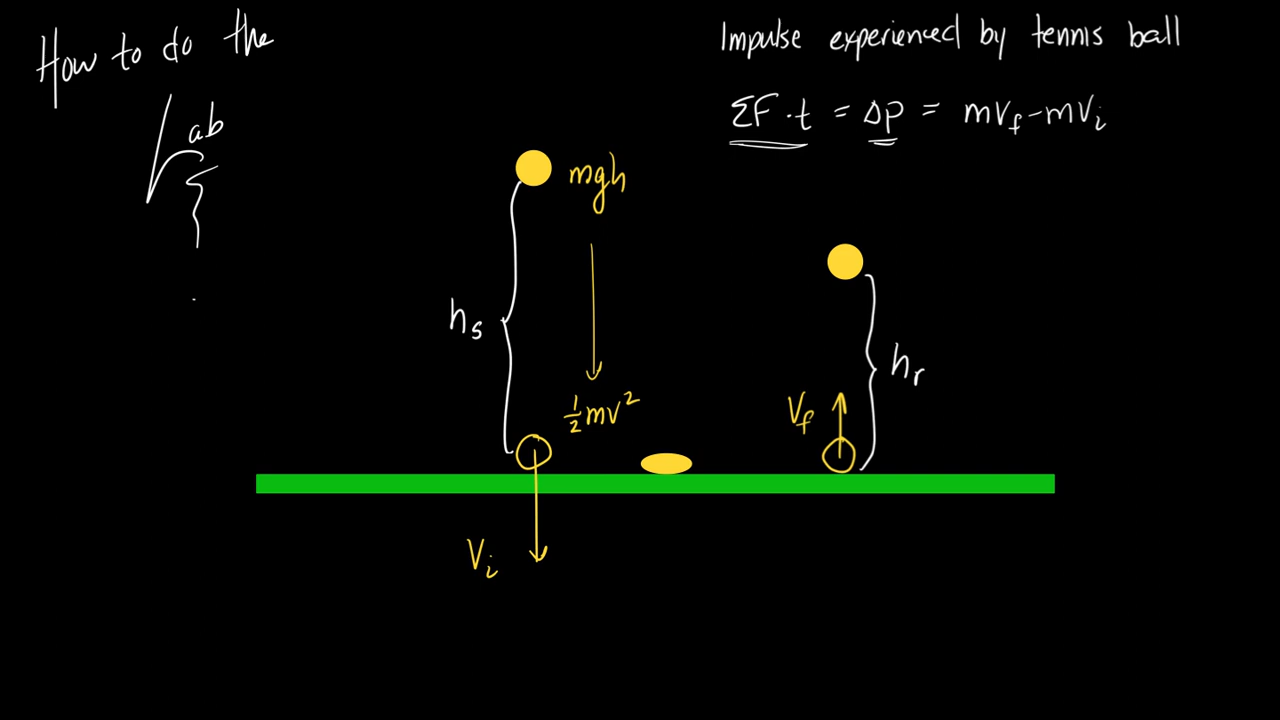 How to do the
lab
Impulse experienced by tennis ball
ΣF · t = Δp = mVf - mVi
mgh
hs
½mv²
Vf
hr
Vi